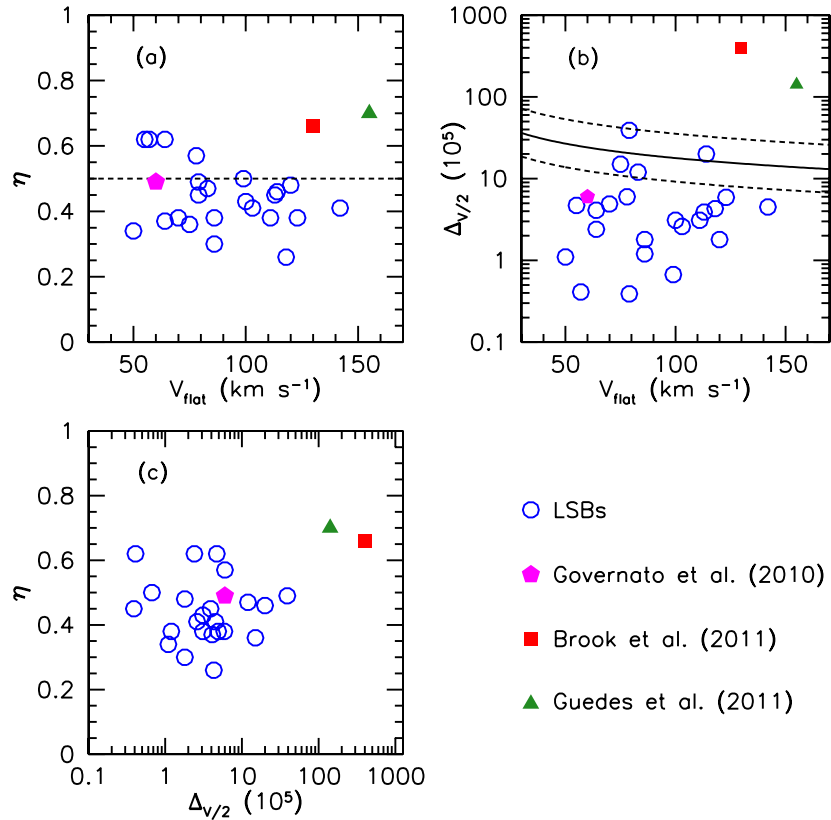 (a)
1
0.8
0.6
0.4
0.2
0
η
50 100 150
V_flat (km s⁻¹)
(b)
1000
100
10
1
0.1
Δ_V/2 (10⁵)
50 100 150
V_flat (km s⁻¹)
(c)
1
0.8
0.6
0.4
0.2
0
η
0.1 1 10 100 1000
Δ_V/2 (10⁵)
LSBs
Governato et al. (2010)
Brook et al. (2011)
Guedes et al. (2011)